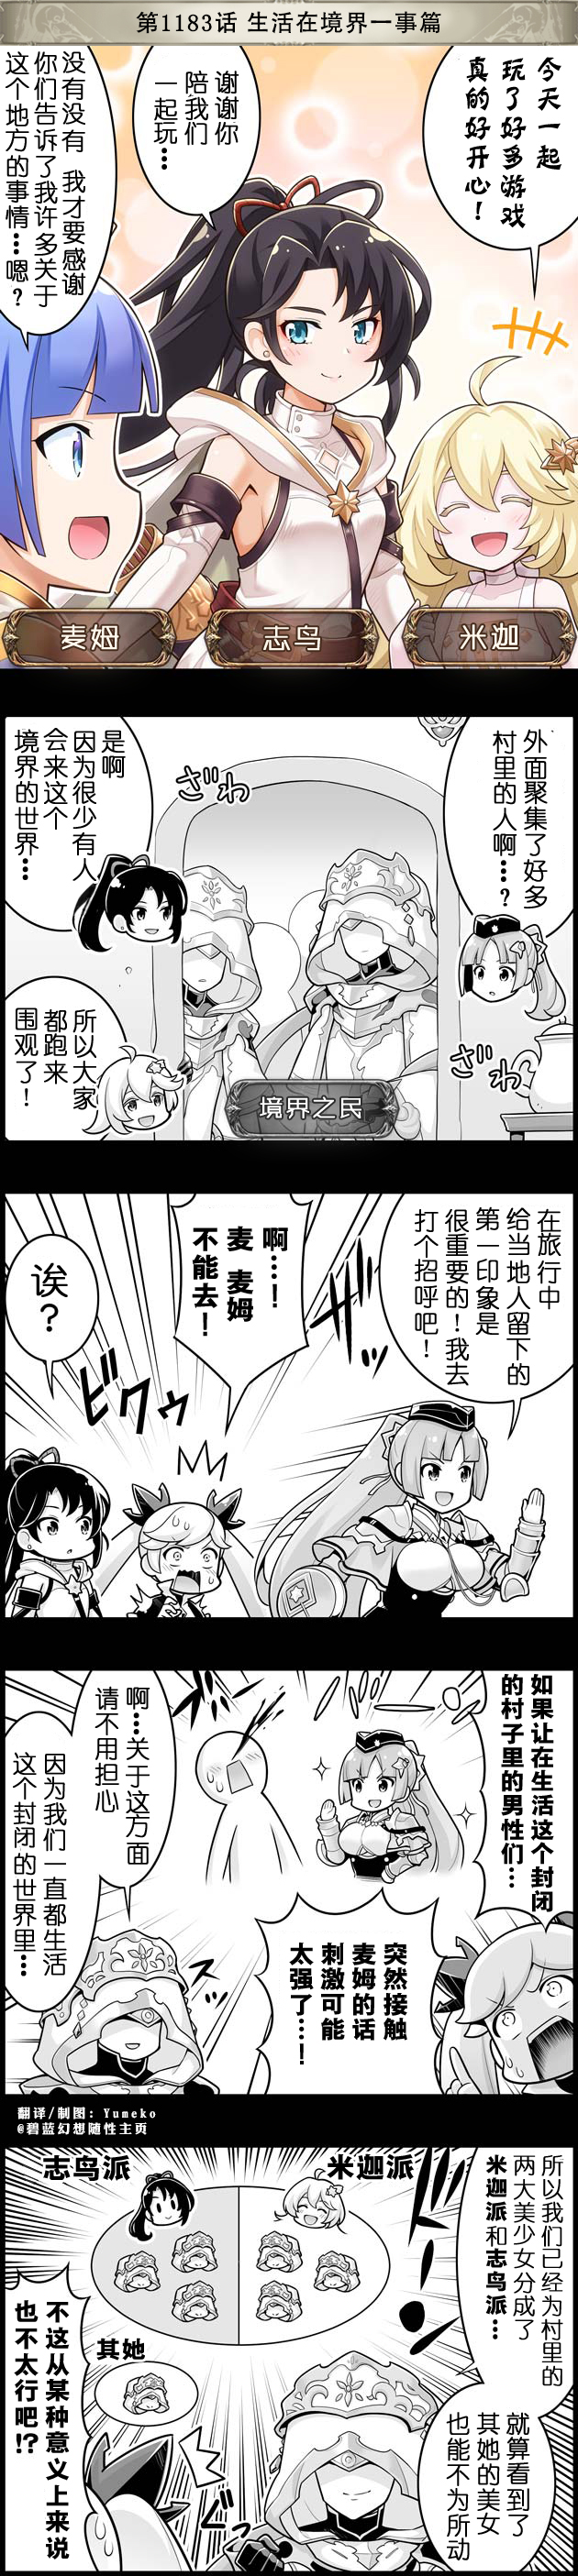 第1183话 生活在境界一事篇
今天一起
玩了好多游戏
真的好开心！
谢谢你
陪我们
一起玩…
没有没有 我才要感谢
你们告诉了我许多关于
这个地方的事情…嗯？
麦姆
志鸟
米迦
外面聚集了好多
村里的人啊…？
ざわ
是啊
因为很少有人
会来这个
境界的世界…
所以大家
都跑来
围观了！
ざわ
境界之民
在旅行中
给当地人留下的
第一印象是
很重要的！我去
打个招呼吧！
啊…！
麦 麦姆
不能去！
诶？
ビクゥッ
如果让在生活这个封闭
的村子里的男性们…
突然接触
麦姆的话
刺激可能
太强了…！
啊…关于这方面
请不用担心
因为我们一直都生活
这个封闭的世界里…
翻译/制图：Yumeko
@碧蓝幻想随性主页
所以我们已经为村里的
两大美少女分成了
米迦派和志鸟派…
米迦派
志鸟派
其她
就算看到了
其她的美女
也能不为所动
ぐっ
不这从某种意义上来说
也不太行吧!?